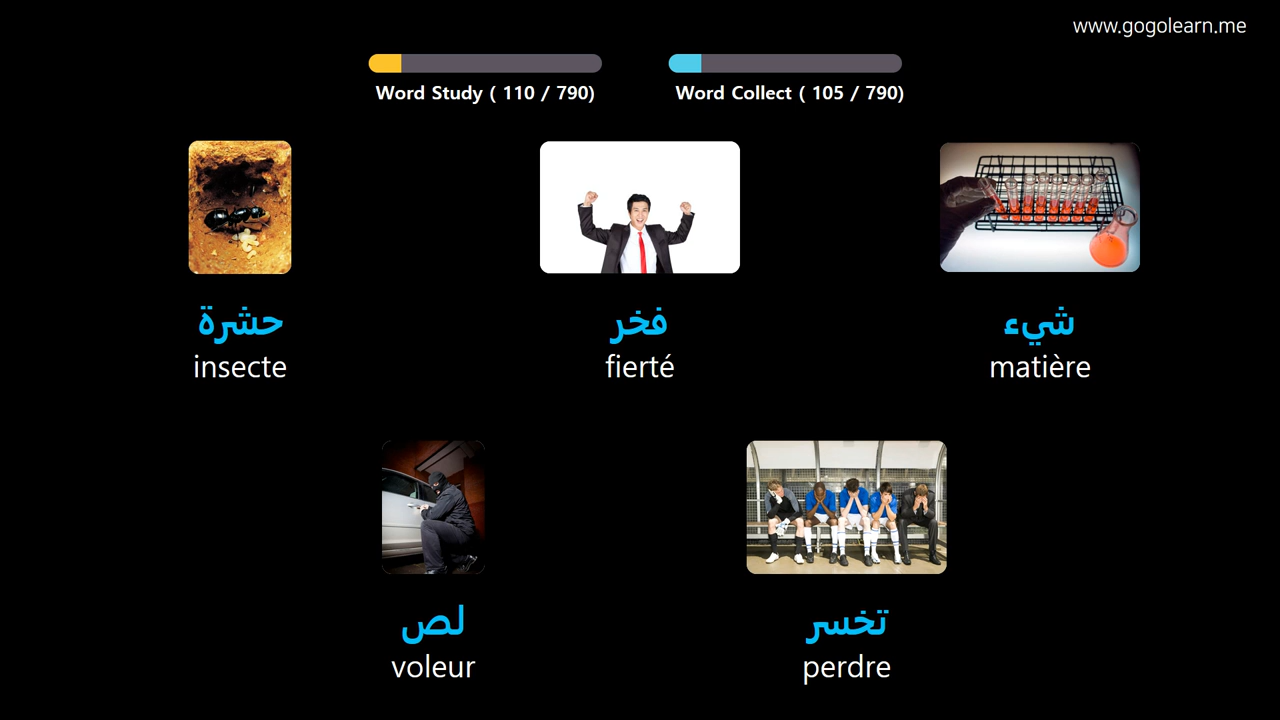 www.gogolearn.me
Word Study ( 110 / 790)
Word Collect ( 105 / 790)
حشرة
insecte
فخر
fierté
شيء
matière
لص
voleur
تخسر
perdre